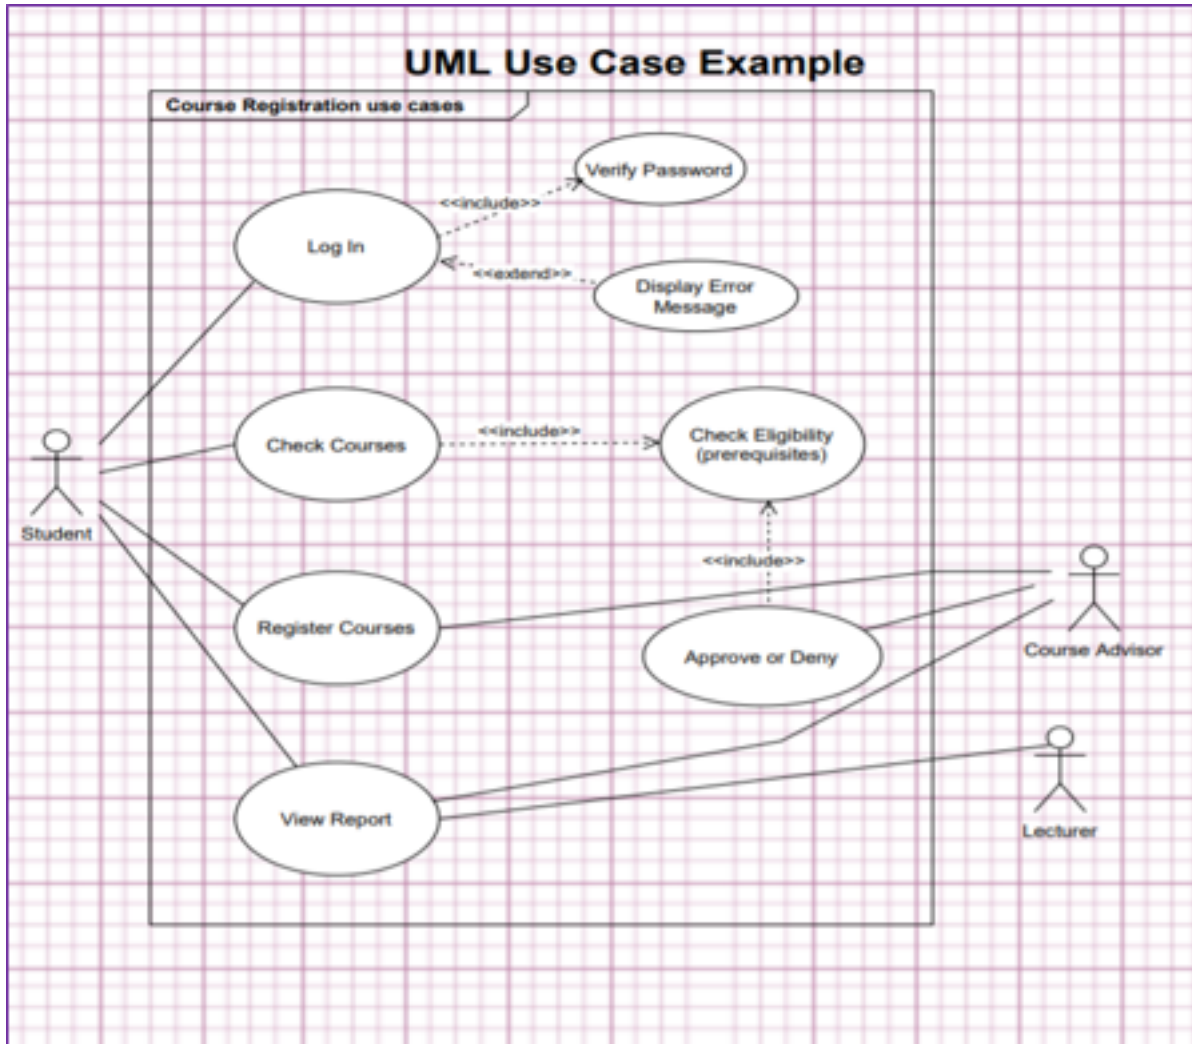 UML Use Case Example
Course Registration use cases
Verify Password
<<include>>
Log In
<<extend>>
Display Error
Message
Check Courses
<<include>>
Check Eligibility
(prerequisites)
Student
<<include>>
Register Courses
Approve or Deny
Course Advisor
View Report
Lecturer